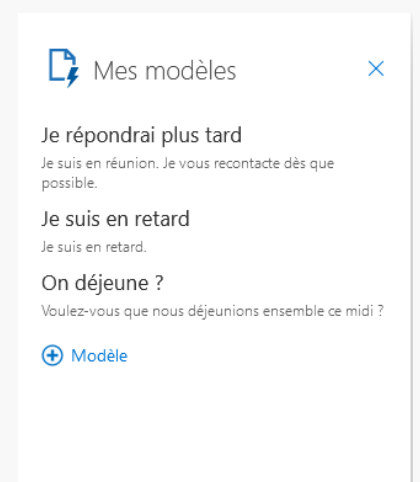 Mes modèles
Je répondrai plus tard
Je suis en réunion. Je vous recontacte dès que
possible.
Je suis en retard
Je suis en retard.
On déjeune ?
Voulez-vous que nous déjeunions ensemble ce midi ?
Modèle